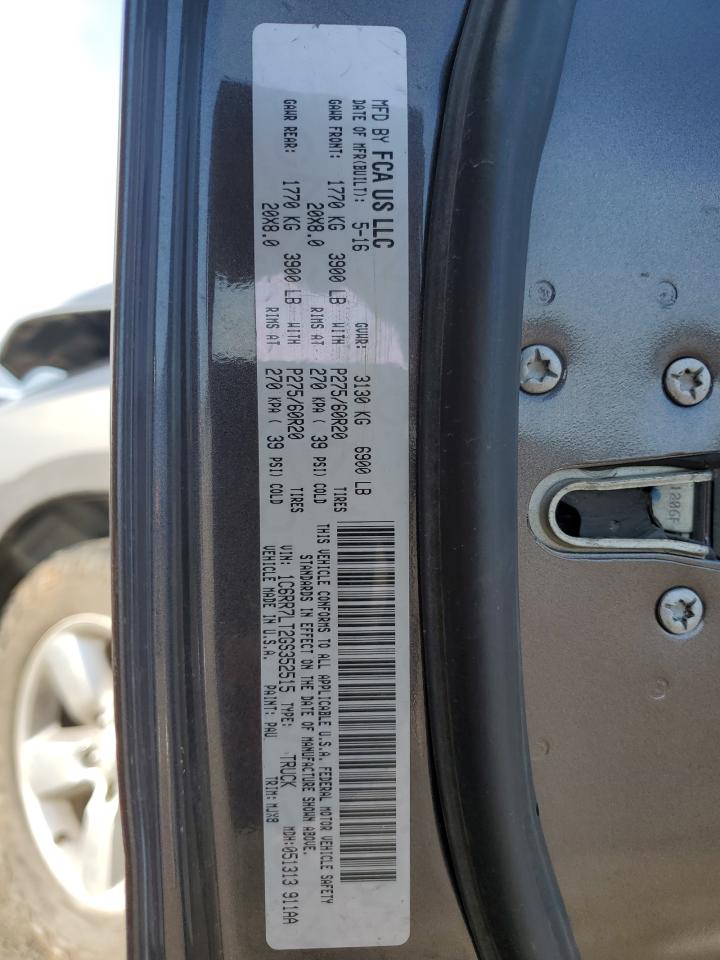 MFD BY FCA US LLC
DATE OF MFR(BUILT): 5-16 GVWR: 3130 KG 6900 LB
GAWR FRONT: 1770 KG 3900 LB WITH P275/60R20 TIRES
20X8.0 RIMS AT 270 KPA ( 39 PSI) COLD
GAWR REAR: 1770 KG 3900 LB WITH P275/60R20 TIRES
20X8.0 RIMS AT 270 KPA ( 39 PSI) COLD
THIS VEHICLE CONFORMS TO ALL APPLICABLE U.S.A. FEDERAL MOTOR VEHICLE SAFETY
STANDARDS IN EFFECT ON THE DATE OF MANUFACTURE SHOWN ABOVE.
VIN: 1C6RR7LT2GS352515 TYPE: TRUCK MDH:051313 911AA
VEHICLE MADE IN U.S.A. PAINT: PAU TRIM: MJX8